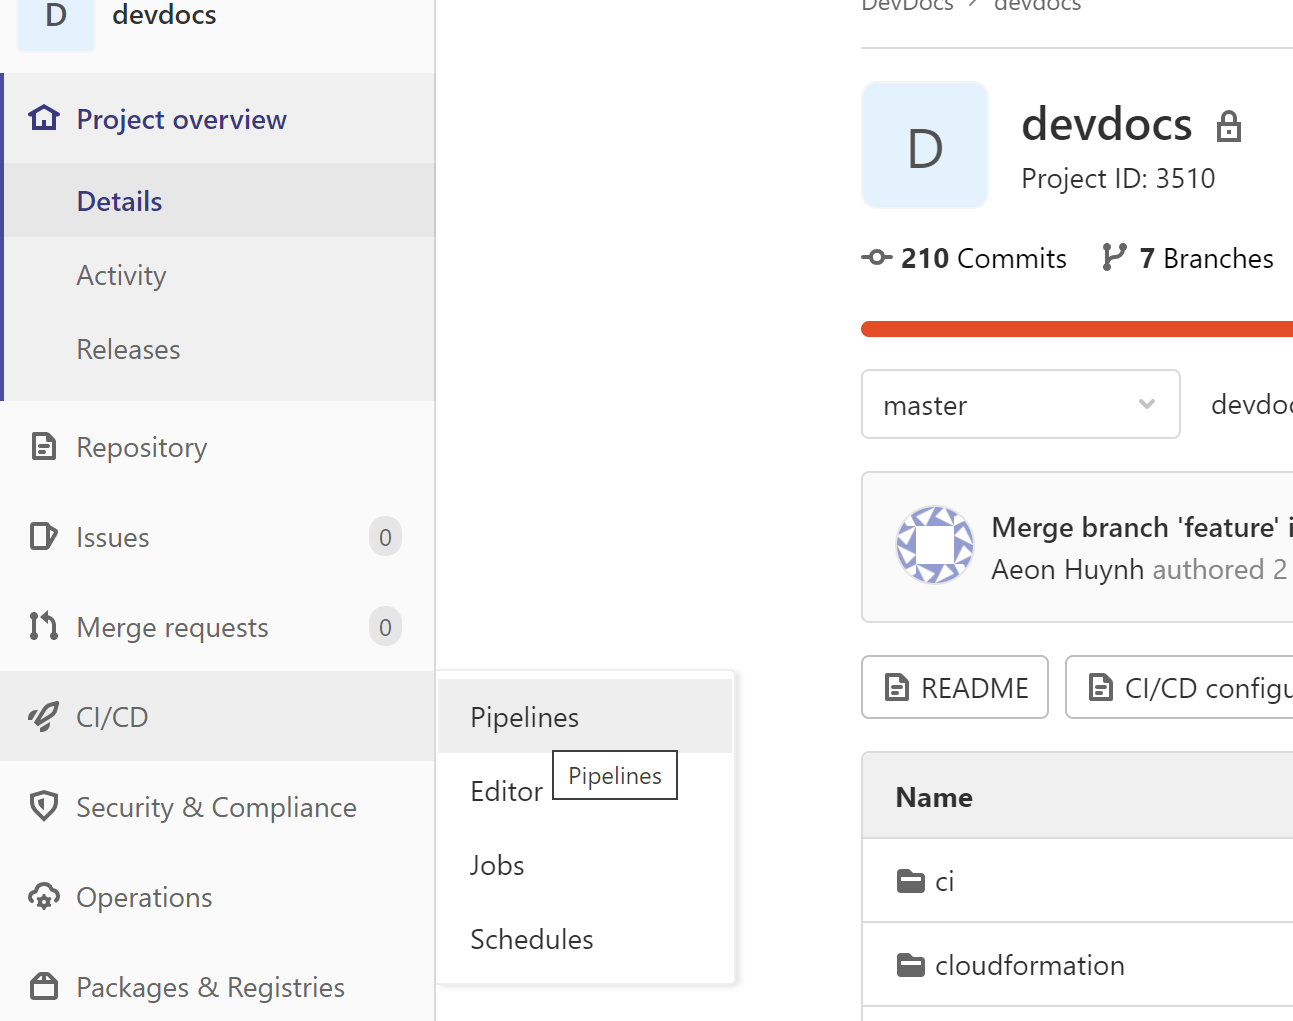 D devdocs
Project overview
Details
Activity
Releases
Repository
Issues 0
Merge requests 0
CI/CD
Security & Compliance
Operations
Packages & Registries
Pipelines
Pipelines
Editor
Jobs
Schedules
DevDocs > devdocs
D
devdocs
Project ID: 3510
210 Commits 7 Branches
master
devdoc
Merge branch 'feature' i
Aeon Huynh authored 2
README CI/CD configu
Name
ci
cloudformation